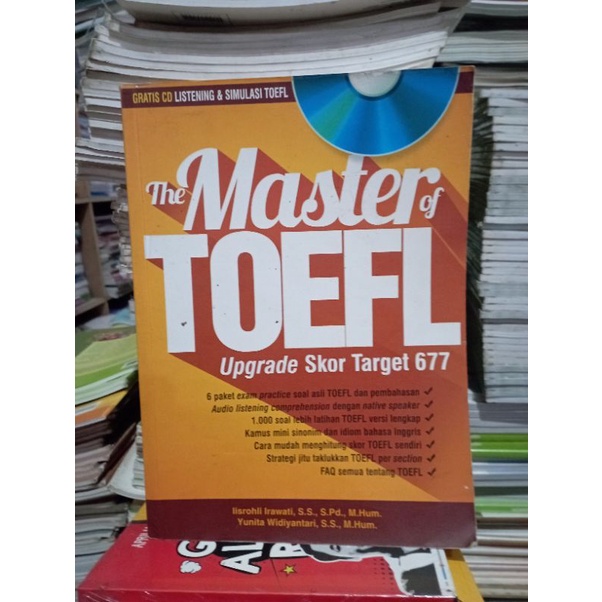 GRATIS CD LISTENING & SIMULASI TOEFL
The Master of
TOEFL
Upgrade Skor Target 677
6 paket exam practice soal asli TOEFL dan pembahasan
Audio listening comprehension dengan native speaker
1.000 soal lebih latihan TOEFL versi lengkap
Kamus mini sinonim dan idiom bahasa Inggris
Cara mudah menghitung skor TOEFL sendiri
Strategi jitu taklukkan TOEFL per section
FAQ semua tentang TOEFL
Iisrohli Irawati, S.S., S.Pd., M.Hum.
Yunita Widiyantari, S.S., M.Hum.